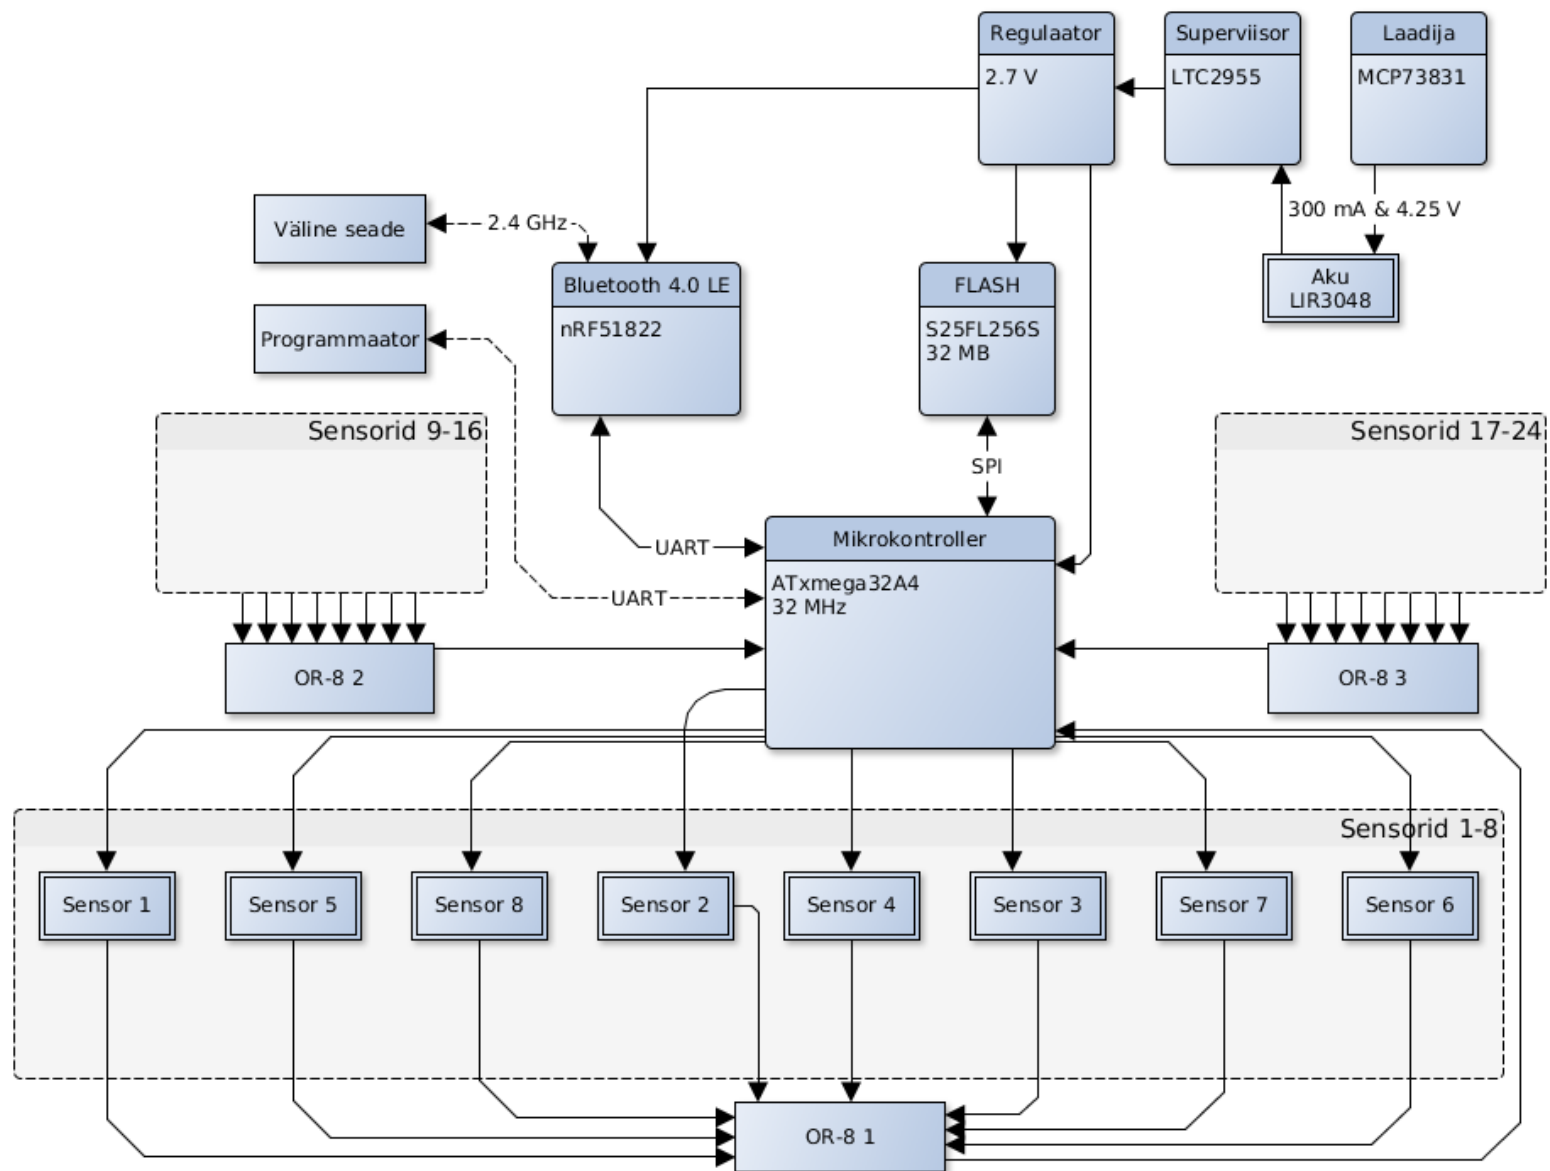 Regulaator
2.7 V
Superviisor
LTC2955
Laadija
MCP73831
300 mA & 4.25 V
Aku
LIR3048
Väline seade
2.4 GHz
Bluetooth 4.0 LE
nRF51822
FLASH
S25FL256S
32 MB
Programmaator
Sensorid 9-16
Sensorid 17-24
SPI
UART
Mikrokontroller
ATxmega32A4
32 MHz
UART
OR-8 2
OR-8 3
Sensorid 1-8
Sensor 1
Sensor 5
Sensor 8
Sensor 2
Sensor 4
Sensor 3
Sensor 7
Sensor 6
OR-8 1